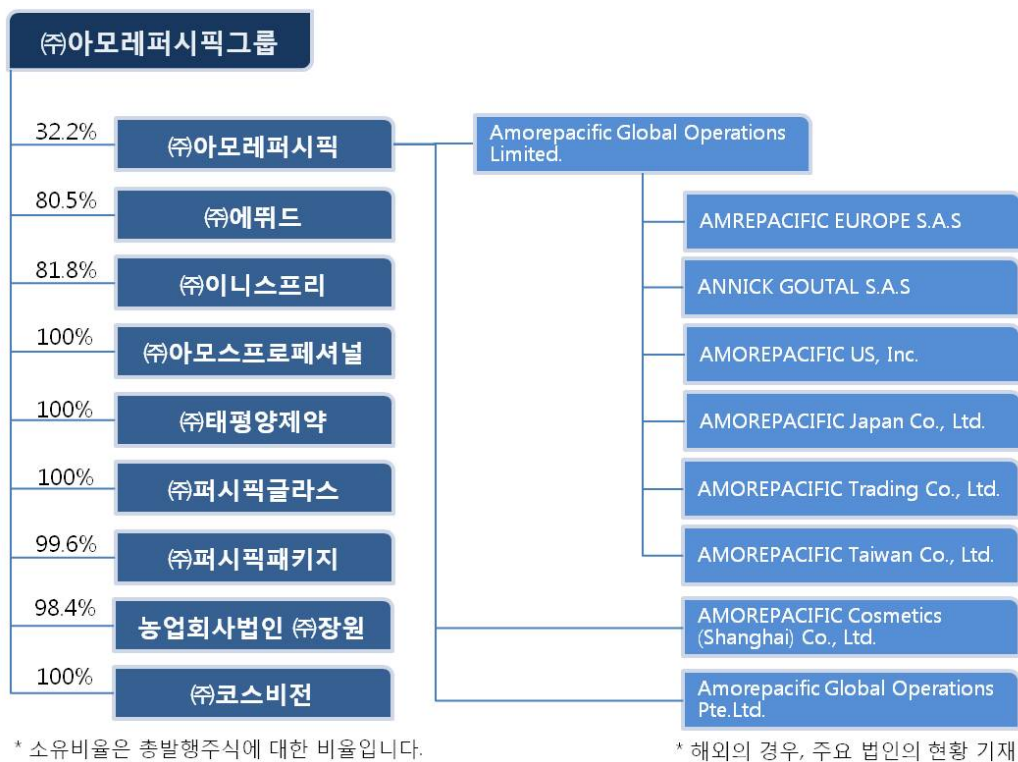 ㈜아모레퍼시픽그룹
32.2%
㈜아모레퍼시픽
80.5%
㈜에뛰드
81.8%
㈜이니스프리
100%
㈜아모스프로페셔널
100%
㈜태평양제약
100%
㈜퍼시픽글라스
99.6%
㈜퍼시픽패키지
98.4%
농업회사법인 ㈜장원
100%
㈜코스비전
Amorepacific Global Operations
Limited.
AMREPACIFIC EUROPE S.A.S
ANNICK GOUTAL S.A.S
AMOREPACIFIC US, Inc.
AMOREPACIFIC Japan Co., Ltd.
AMOREPACIFIC Trading Co., Ltd.
AMOREPACIFIC Taiwan Co., Ltd.
AMOREPACIFIC Cosmetics
(Shanghai) Co., Ltd.
Amorepacific Global Operations
Pte.Ltd.
* 소유비율은 총발행주식에 대한 비율입니다.
* 해외의 경우, 주요 법인의 현황 기재